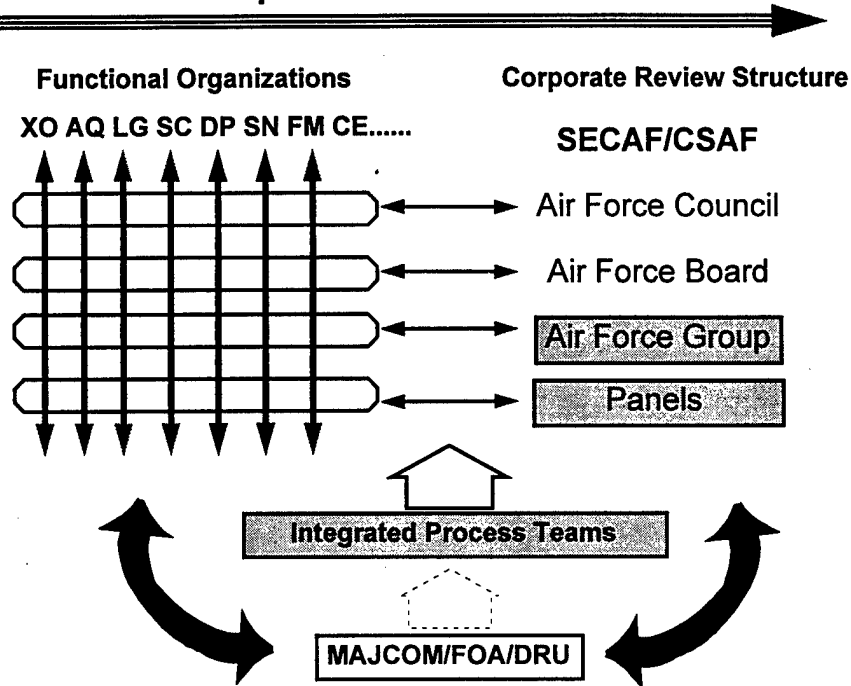 Functional Organizations
XO AQ LG SC DP SN FM CE......
Corporate Review Structure
SECAF/CSAF
Air Force Council
Air Force Board
Air Force Group
Panels
Integrated Process Teams
MAJCOM/FOA/DRU